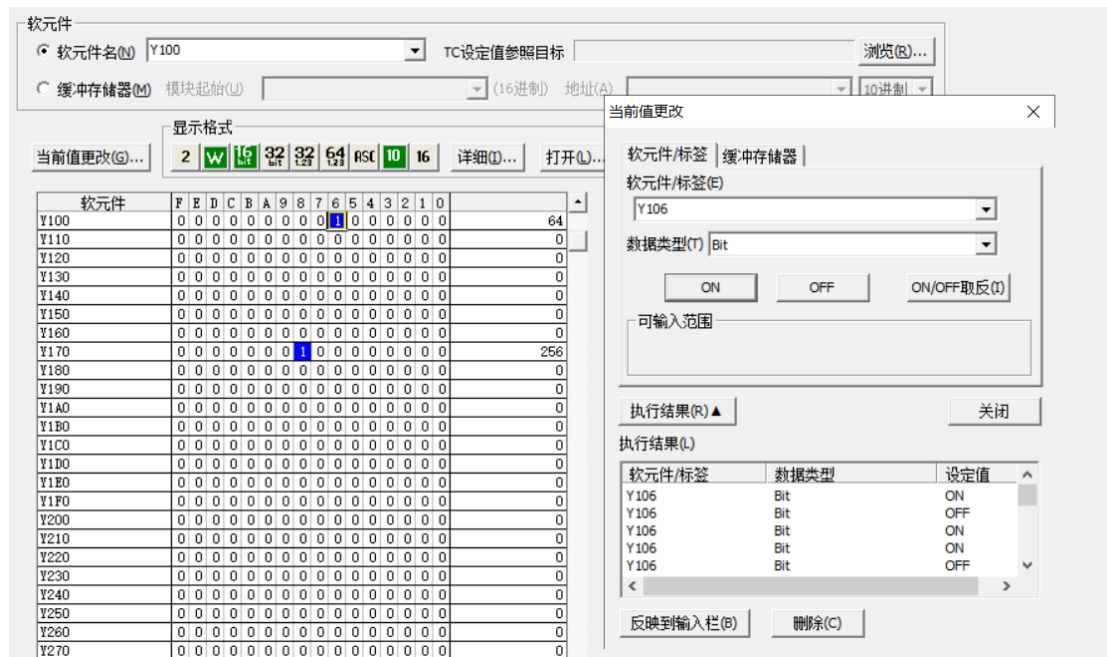 软元件
软元件名(N) Y100 TC设定值参照目标 浏览(R)...
缓冲存储器(M) 模块起始(U) (16进制) 地址(A) 10进制
显示格式
当前值更改(G)... 2 W 16 bit 32 bit 32 1.23 64 1.23 ASC 10 16 详细(I)... 打开(L)...
软元件 F E D C B A 9 8 7 6 5 4 3 2 1 0
Y100 0 0 0 0 0 0 0 0 0 1 0 0 0 0 0 0 64
Y110 0 0 0 0 0 0 0 0 0 0 0 0 0 0 0 0 0
Y120 0 0 0 0 0 0 0 0 0 0 0 0 0 0 0 0 0
Y130 0 0 0 0 0 0 0 0 0 0 0 0 0 0 0 0 0
Y140 0 0 0 0 0 0 0 0 0 0 0 0 0 0 0 0 0
Y150 0 0 0 0 0 0 0 0 0 0 0 0 0 0 0 0 0
Y160 0 0 0 0 0 0 0 0 0 0 0 0 0 0 0 0 0
Y170 0 0 0 0 0 0 0 1 0 0 0 0 0 0 0 0 256
Y180 0 0 0 0 0 0 0 0 0 0 0 0 0 0 0 0 0
Y190 0 0 0 0 0 0 0 0 0 0 0 0 0 0 0 0 0
Y1A0 0 0 0 0 0 0 0 0 0 0 0 0 0 0 0 0 0
Y1B0 0 0 0 0 0 0 0 0 0 0 0 0 0 0 0 0 0
Y1C0 0 0 0 0 0 0 0 0 0 0 0 0 0 0 0 0 0
Y1D0 0 0 0 0 0 0 0 0 0 0 0 0 0 0 0 0 0
Y1E0 0 0 0 0 0 0 0 0 0 0 0 0 0 0 0 0 0
Y1F0 0 0 0 0 0 0 0 0 0 0 0 0 0 0 0 0 0
Y200 0 0 0 0 0 0 0 0 0 0 0 0 0 0 0 0 0
Y210 0 0 0 0 0 0 0 0 0 0 0 0 0 0 0 0 0
Y220 0 0 0 0 0 0 0 0 0 0 0 0 0 0 0 0 0
Y230 0 0 0 0 0 0 0 0 0 0 0 0 0 0 0 0 0
Y240 0 0 0 0 0 0 0 0 0 0 0 0 0 0 0 0 0
Y250 0 0 0 0 0 0 0 0 0 0 0 0 0 0 0 0 0
Y260 0 0 0 0 0 0 0 0 0 0 0 0 0 0 0 0 0
Y270 0 0 0 0 0 0 0 0 0 0 0 0 0 0 0 0 0
当前值更改
软元件/标签 缓冲存储器
软元件/标签(E)
Y106
数据类型(T) Bit
ON OFF ON/OFF取反(I)
可输入范围
执行结果(R)▲ 关闭
执行结果(L)
软元件/标签 数据类型 设定值
Y106 Bit ON
Y106 Bit OFF
Y106 Bit ON
Y106 Bit ON
Y106 Bit OFF
反映到输入栏(B) 删除(C)